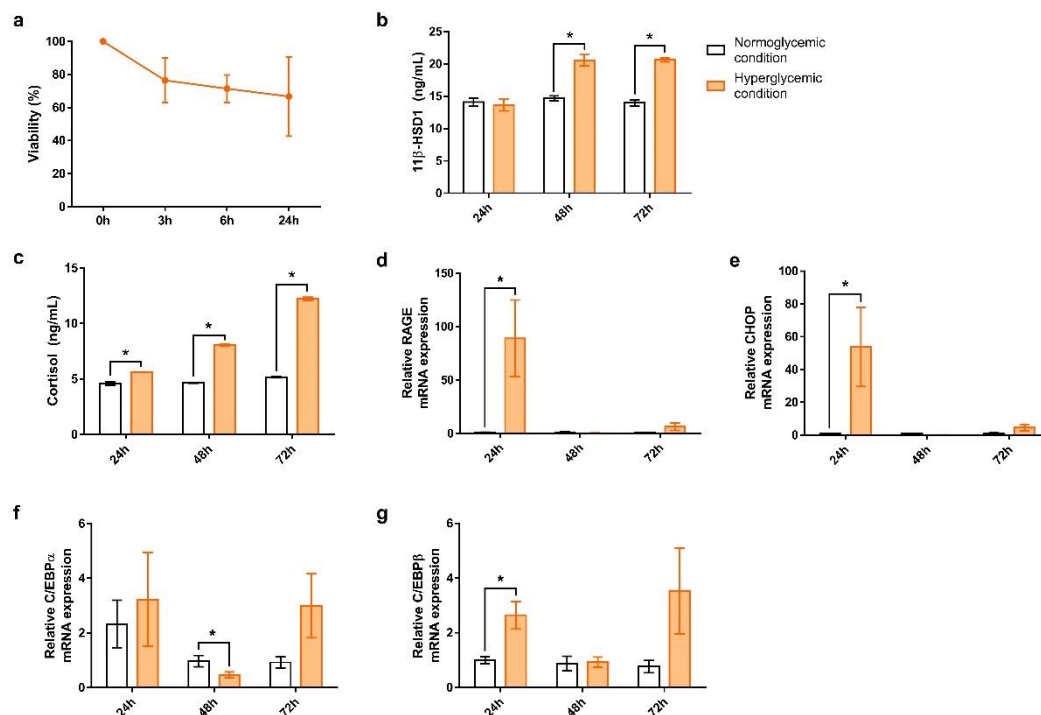 a
100
80
60
40
20
0
Viability (%)
0h 3h 6h 24h
b
25
20
15
10
5
0
11β-HSD1 (ng/mL)
* *
24h 48h 72h
Normoglycemic
condition
Hyperglycemic
condition
c
15
10
5
0
Cortisol (ng/mL)
* * *
24h 48h 72h
d
150
100
50
0
Relative RAGE
mRNA expression
*
24h 48h 72h
e
100
80
60
40
20
0
Relative CHOP
mRNA expression
*
24h 48h 72h
f
6
4
2
0
Relative C/EBPα
mRNA expression
*
24h 48h 72h
g
6
4
2
0
Relative C/EBPβ
mRNA expression
*
24h 48h 72h